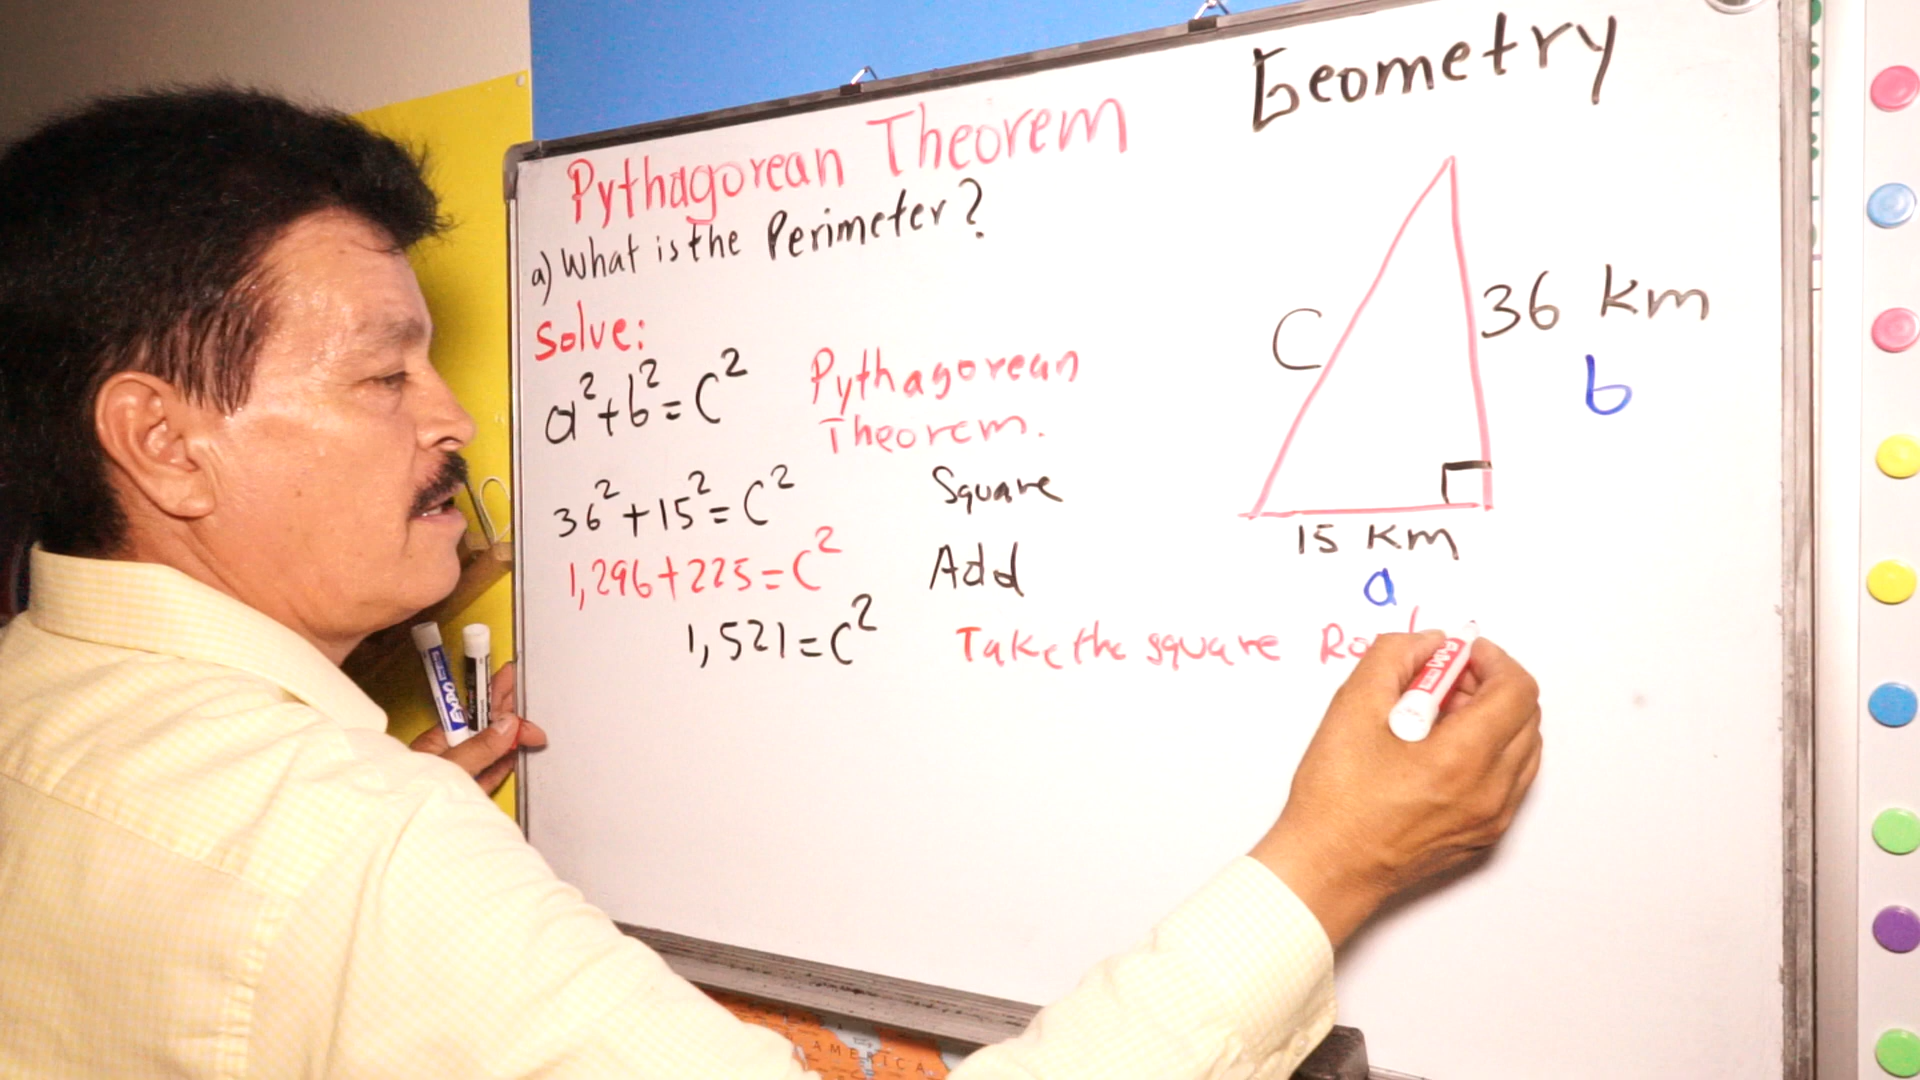 Geometry
Pythagorean Theorem
a) What is the Perimeter?
Solve:
a²+b²=C² Pythagorean
Theorem.
36²+15²=C² Square
1,296+225=C² Add
1,521=C² Take the square
C
36 km
b
15 Km
a
EXPO
AMERICA